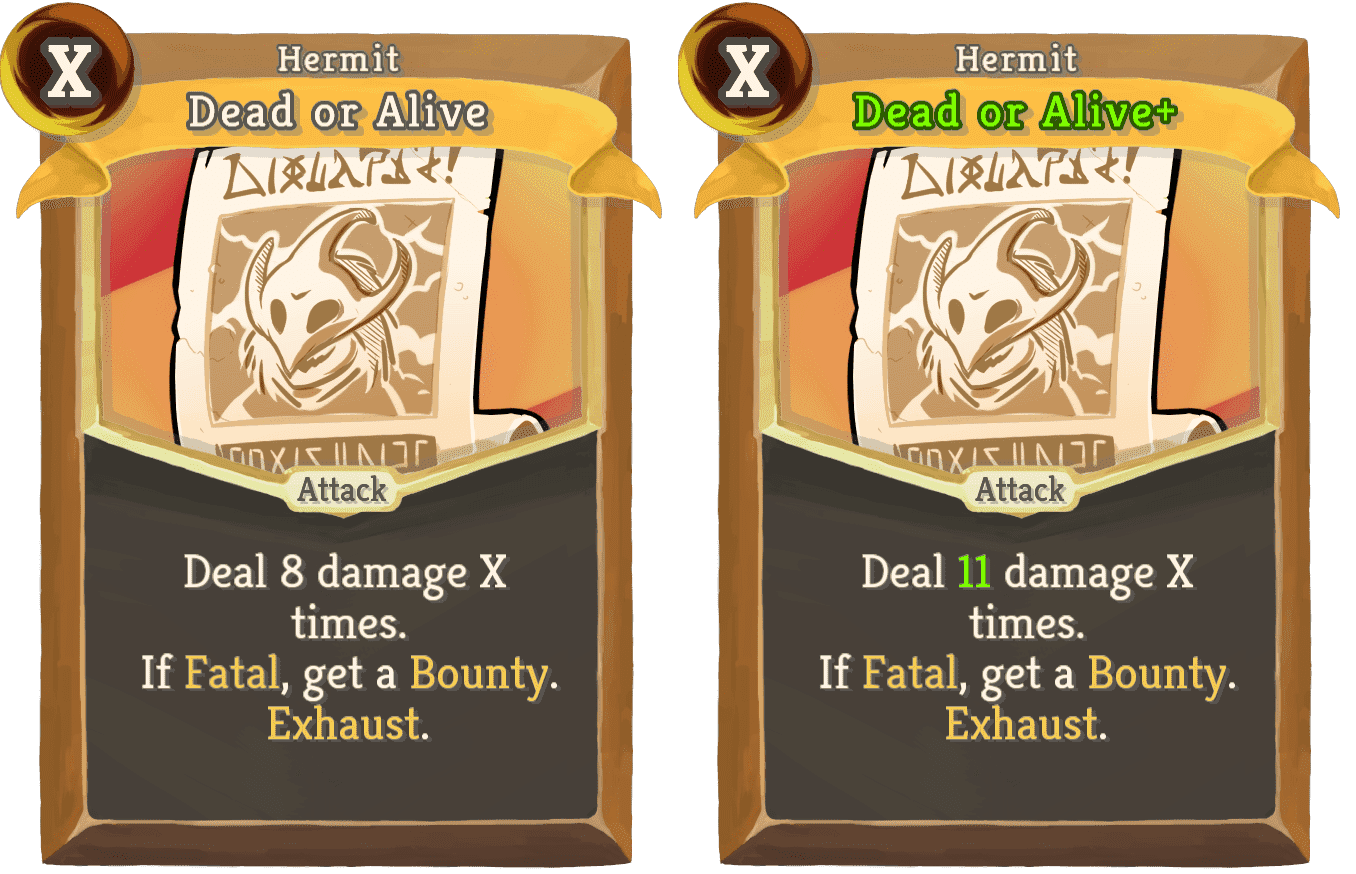 X
Hermit
Dead or Alive
Attack
Deal 8 damage X
times.
If Fatal, get a Bounty.
Exhaust.
X
Hermit
Dead or Alive+
Attack
Deal 11 damage X
times.
If Fatal, get a Bounty.
Exhaust.